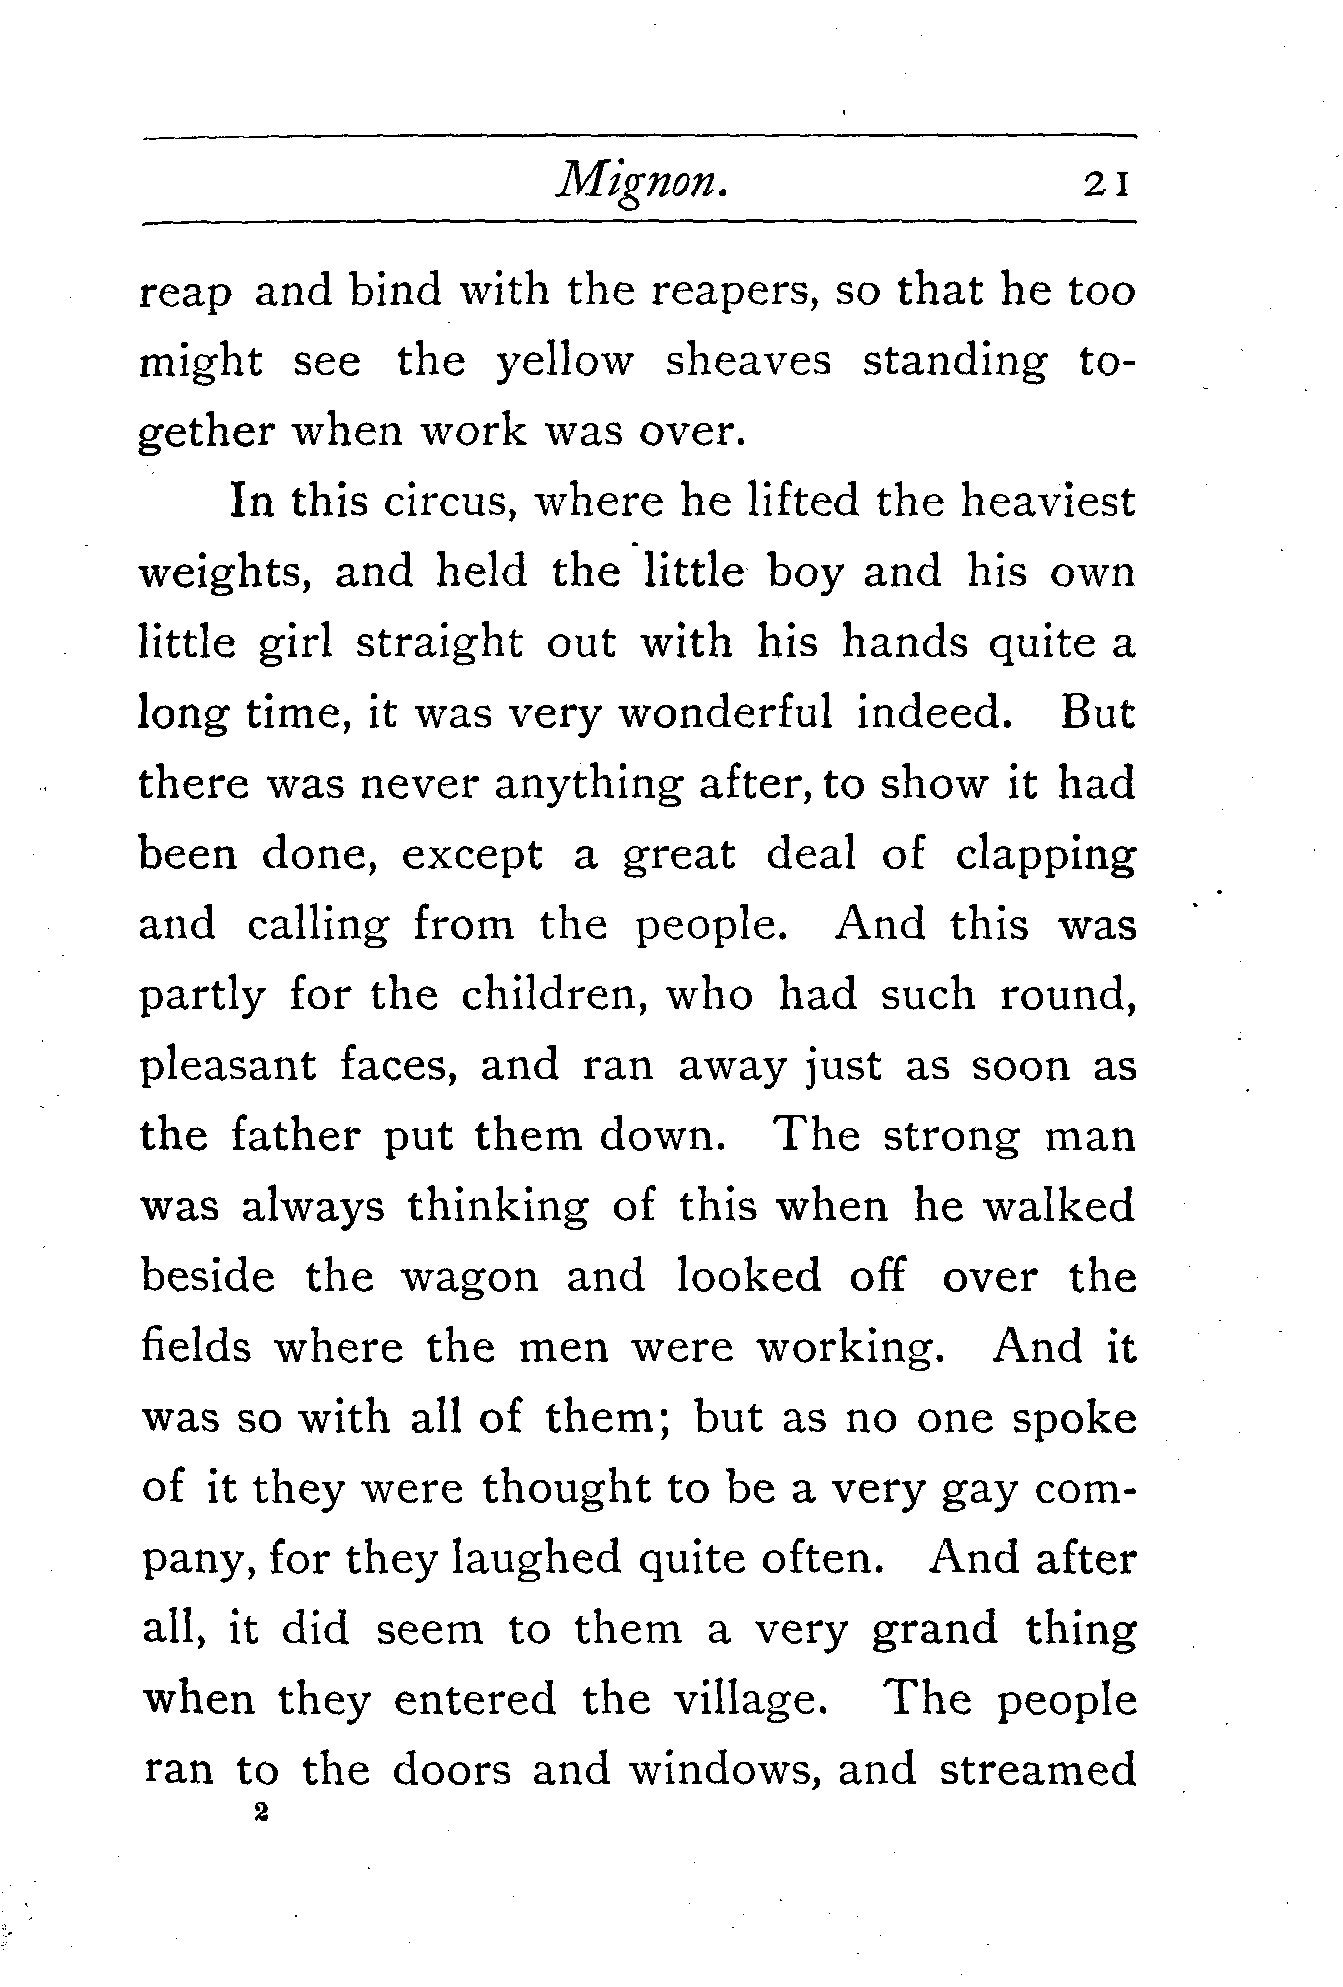 Mignon. 21
reap and bind with the reapers, so that he too
might see the yellow sheaves standing to-
gether when work was over.
In this circus, where he lifted the heaviest
weights, and held the little boy and his own
little girl straight out with his hands quite a
long time, it was very wonderful indeed. But
there was never anything after, to show it had
been done, except a great deal of clapping
and calling from the people. And this was
partly for the children, who had such round,
pleasant faces, and ran away just as soon as
the father put them down. The strong man
was always thinking of this when he walked
beside the wagon and looked off over the
fields where the men were working. And it
was so with all of them; but as no one spoke
of it they were thought to be a very gay com-
pany, for they laughed quite often. And after
all, it did seem to them a very grand thing
when they entered the village. The people
ran to the doors and windows, and streamed
2